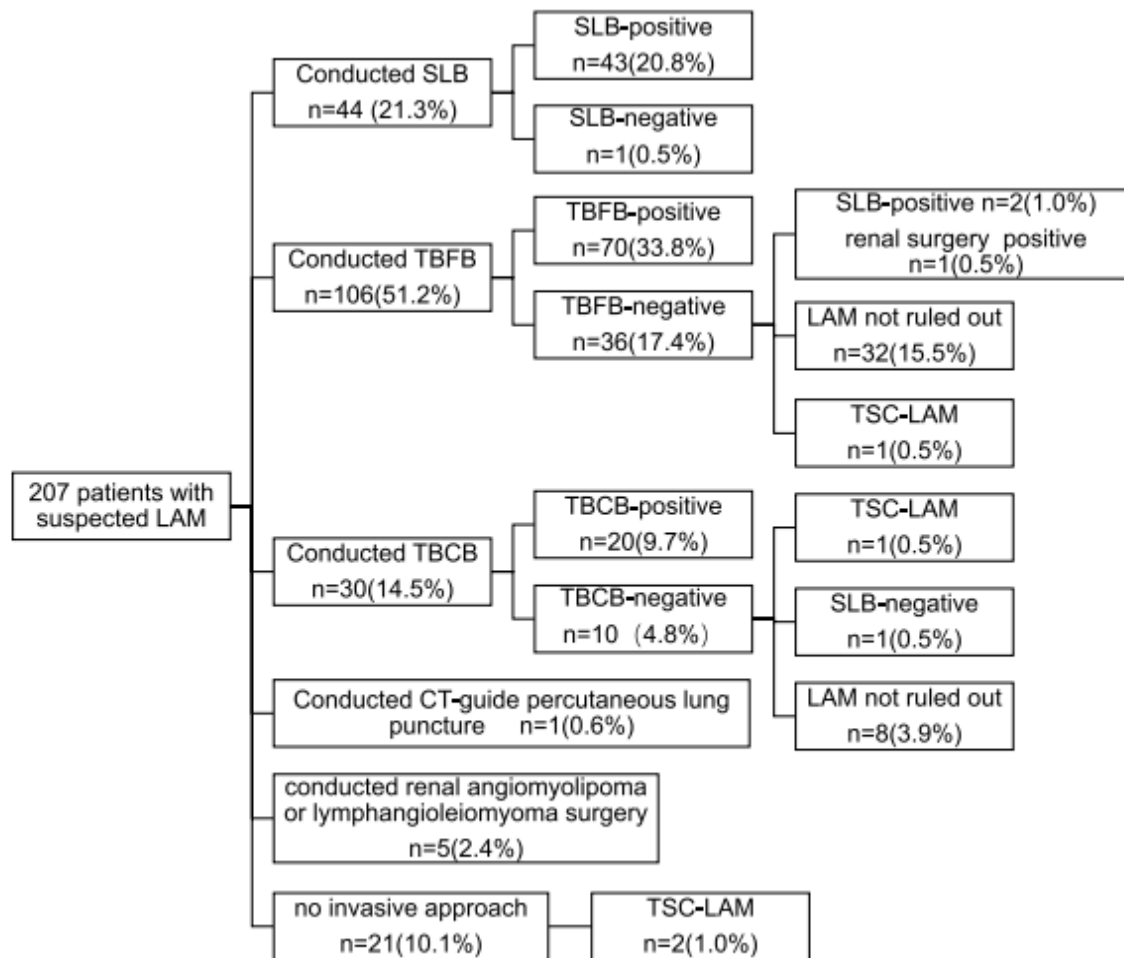 207 patients with
suspected LAM
Conducted SLB
n=44 (21.3%)
SLB-positive
n=43(20.8%)
SLB-negative
n=1(0.5%)
Conducted TBFB
n=106(51.2%)
TBFB-positive
n=70(33.8%)
TBFB-negative
n=36(17.4%)
SLB-positive n=2(1.0%)
renal surgery positive
n=1(0.5%)
LAM not ruled out
n=32(15.5%)
TSC-LAM
n=1(0.5%)
Conducted TBCB
n=30(14.5%)
TBCB-positive
n=20(9.7%)
TBCB-negative
n=10 (4.8%)
TSC-LAM
n=1(0.5%)
SLB-negative
n=1(0.5%)
LAM not ruled out
n=8(3.9%)
Conducted CT-guide percutaneous lung
puncture n=1(0.6%)
conducted renal angiomyolipoma
or lymphangioleiomyoma surgery
n=5(2.4%)
no invasive approach
n=21(10.1%)
TSC-LAM
n=2(1.0%)